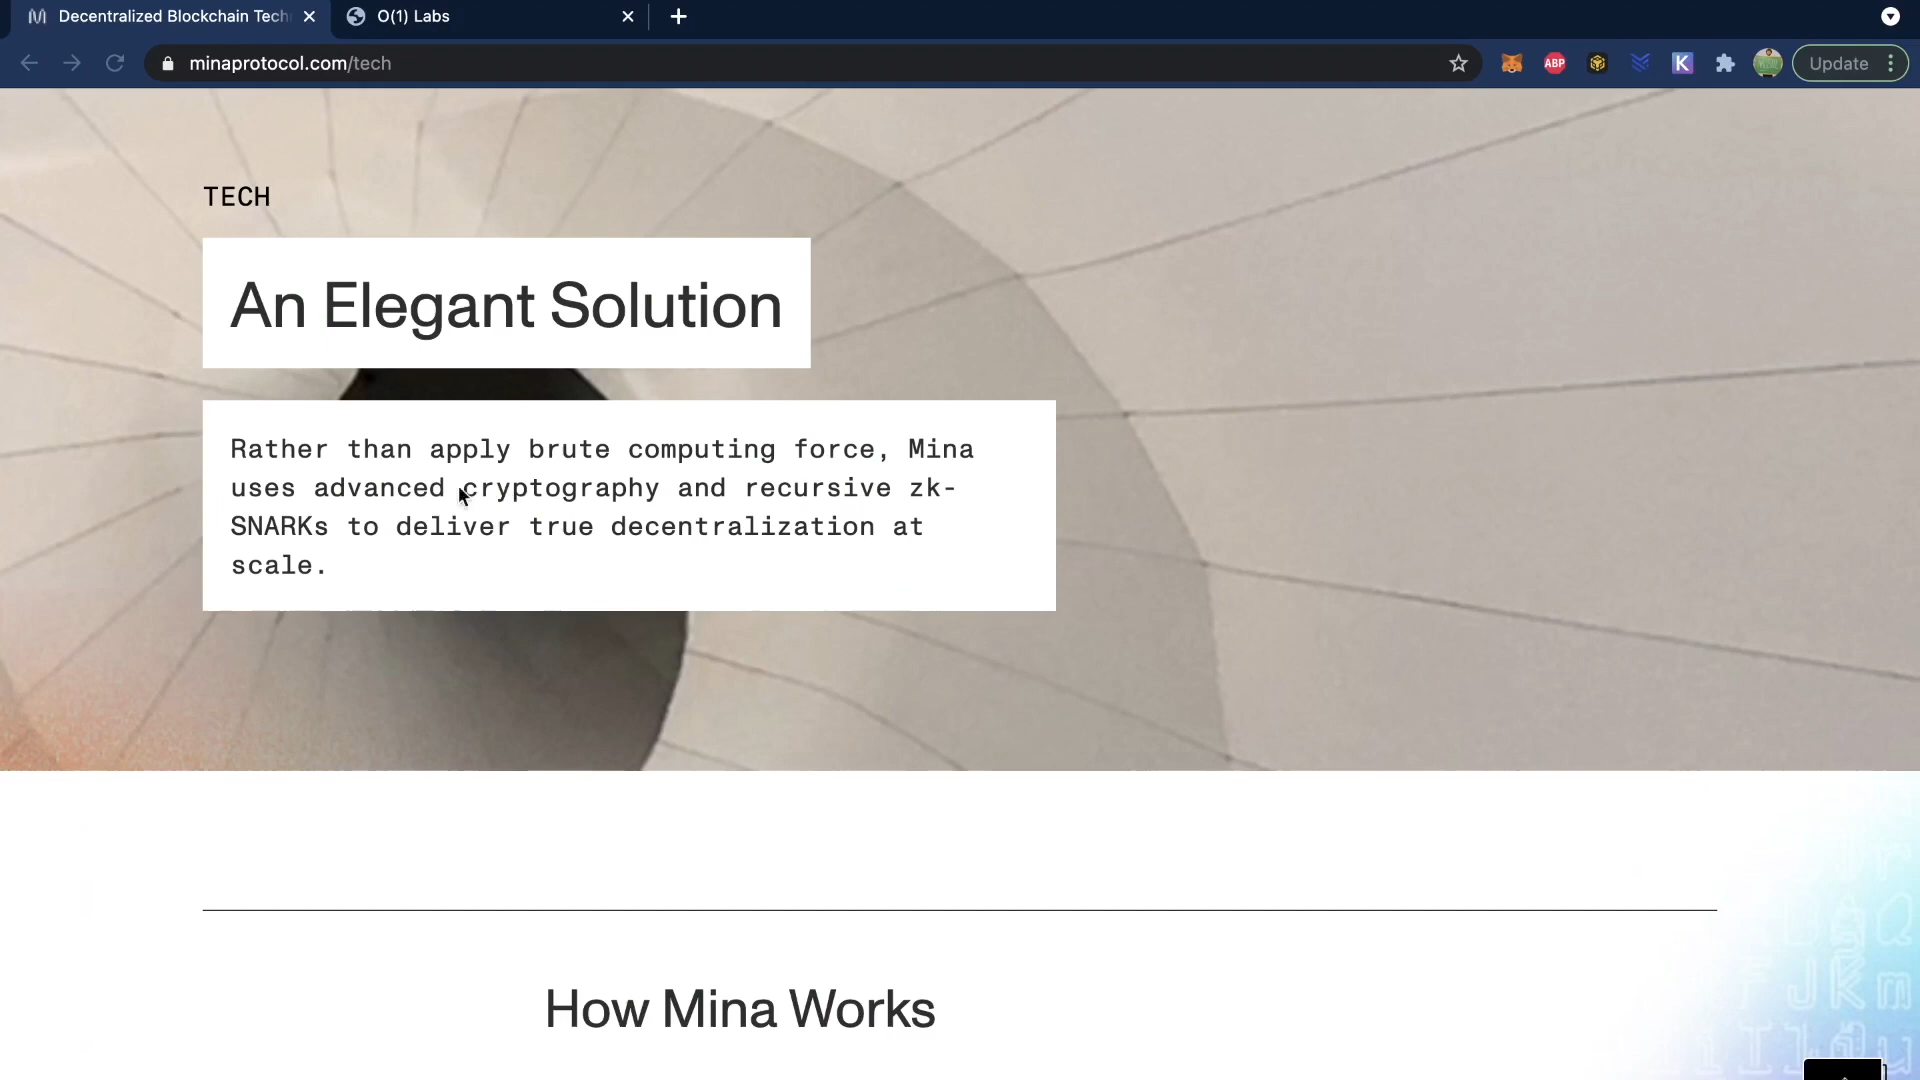 Decentralized Blockchain Tech
O(1) Labs
minaprotocol.com/tech
ABP
K
Update
TECH
An Elegant Solution
Rather than apply brute computing force, Mina
uses advanced cryptography and recursive zk-
SNARKs to deliver true decentralization at
scale.
How Mina Works